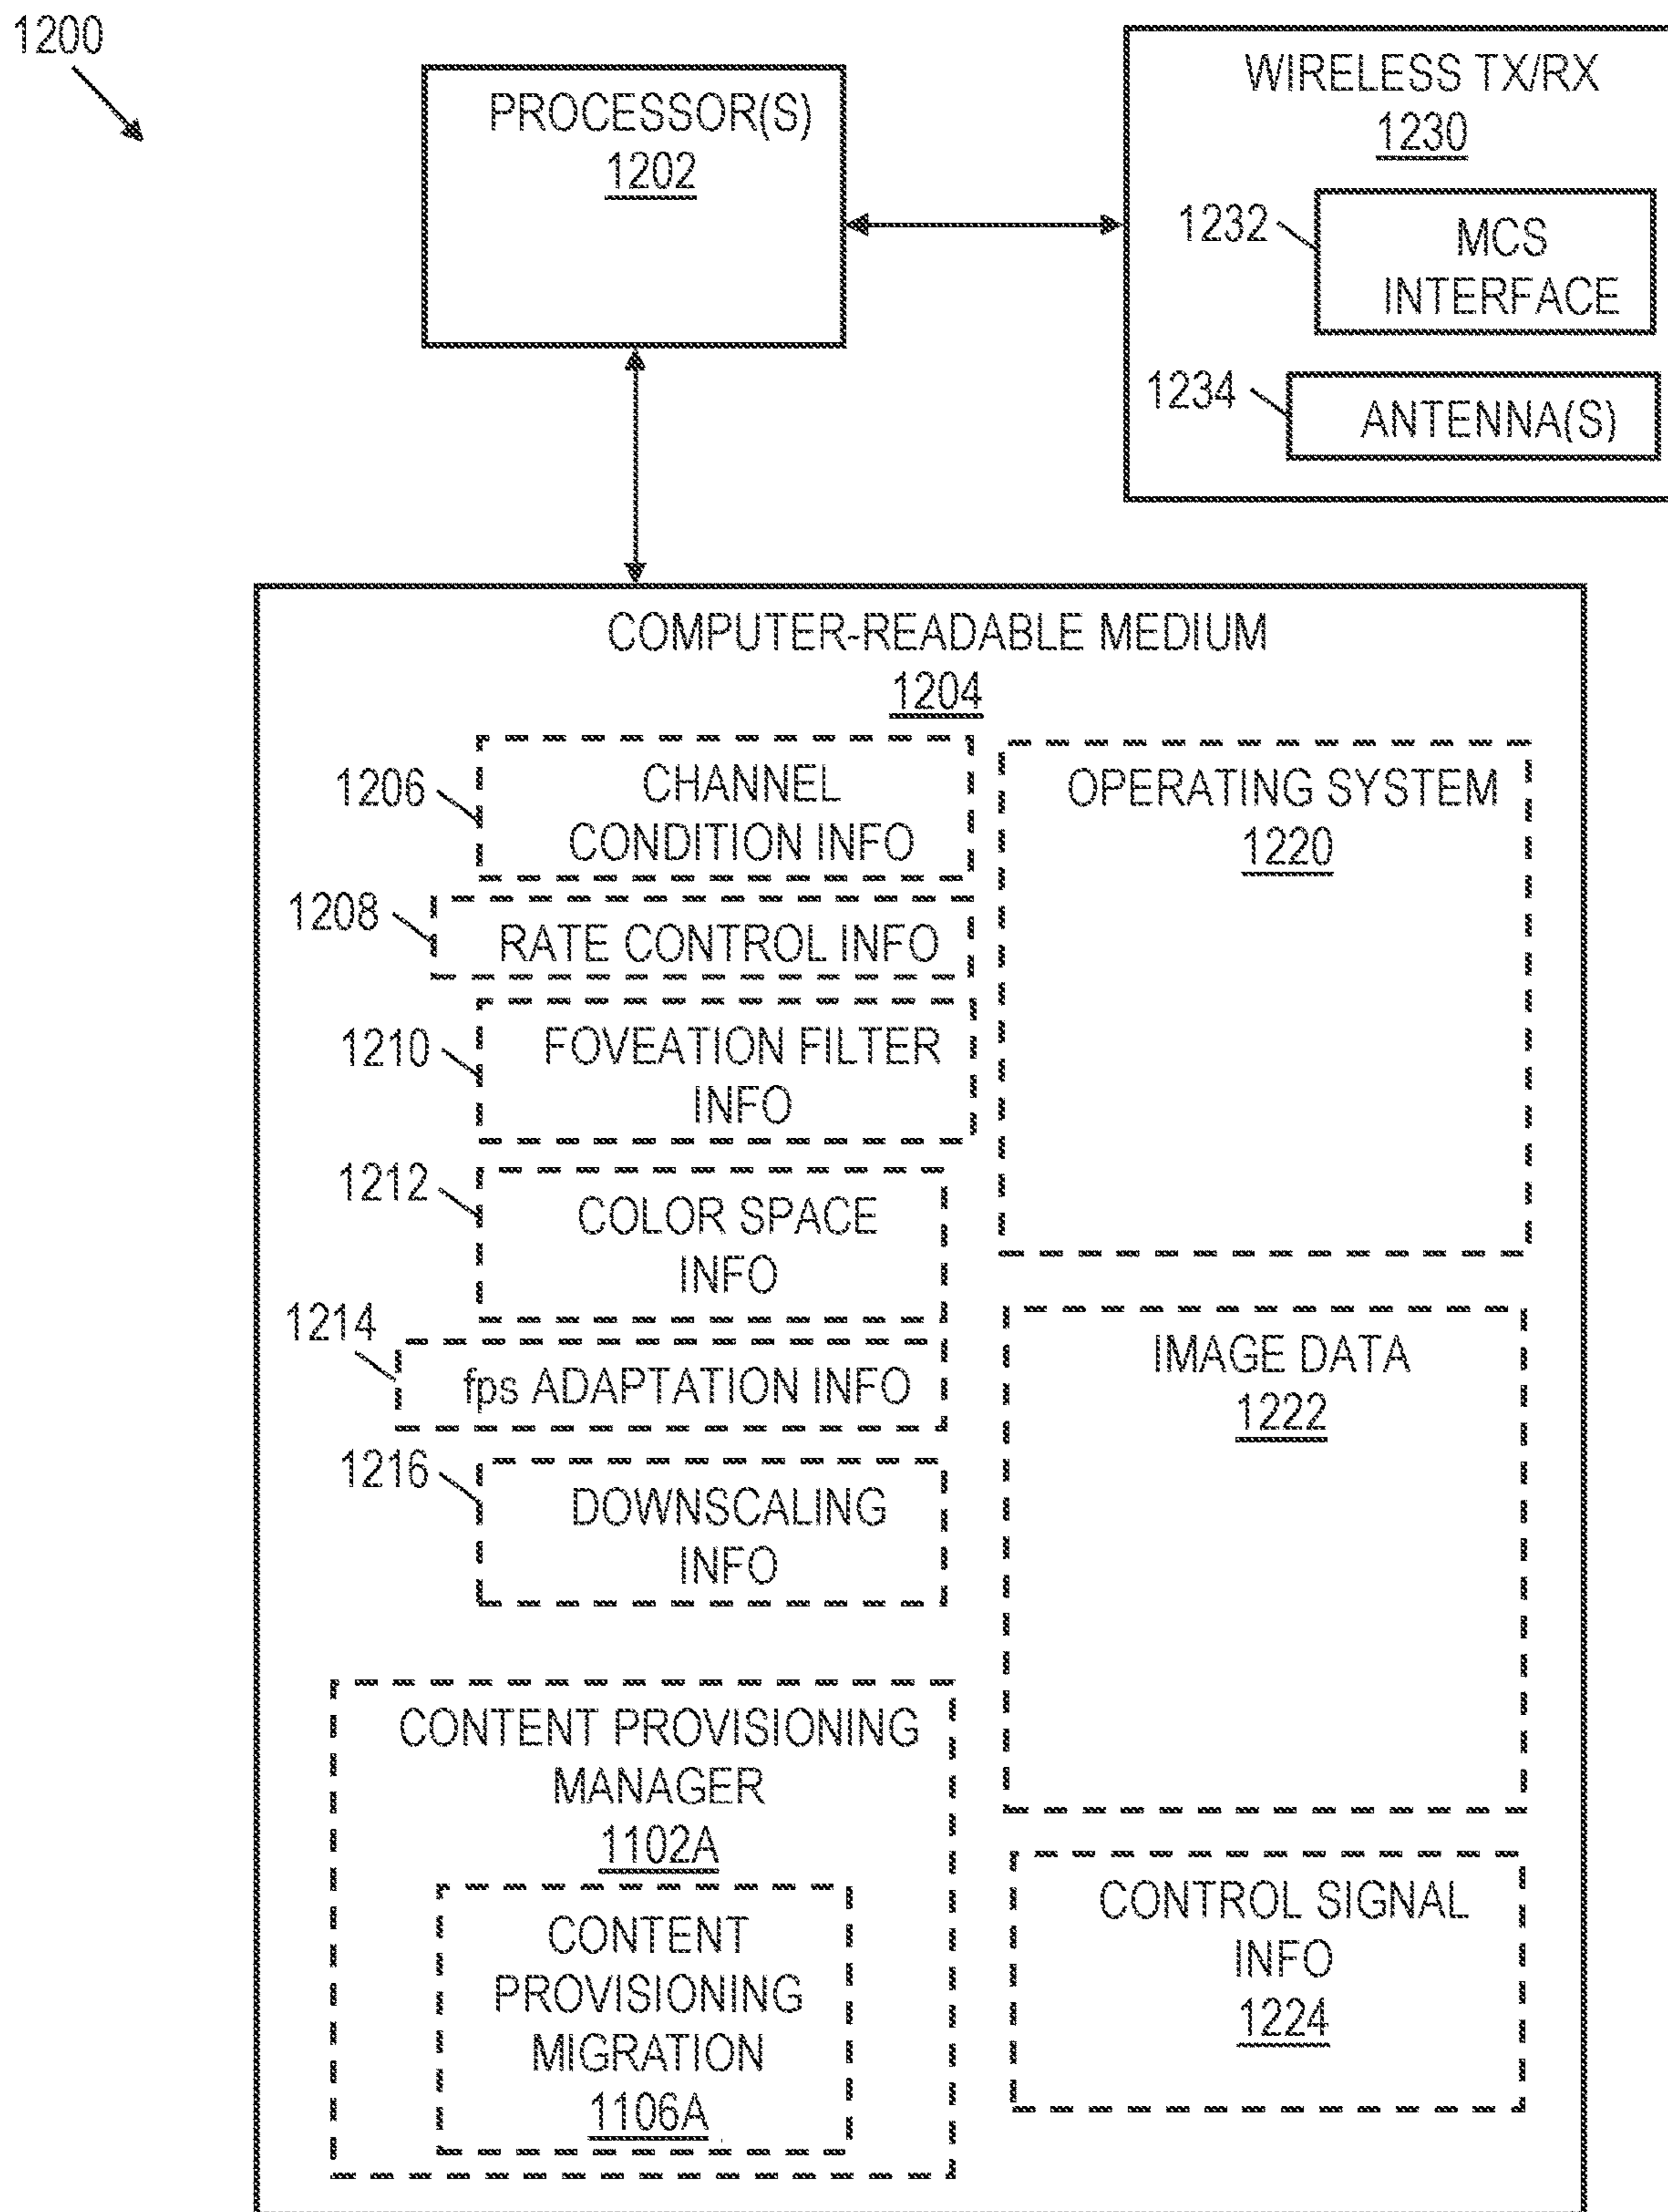 1200
PROCESSOR(S)
1202
WIRELESS TX/RX
1230
1232
MCS
INTERFACE
1234
ANTENNA(S)
COMPUTER-READABLE MEDIUM
1204
1206
CHANNEL
CONDITION INFO
1208
RATE CONTROL INFO
1210
FOVEATION FILTER
INFO
1212
COLOR SPACE
INFO
1214
fps ADAPTATION INFO
1216
DOWNSCALING
INFO
CONTENT PROVISIONING
MANAGER
1102A
CONTENT
PROVISIONING
MIGRATION
1106A
OPERATING SYSTEM
1220
IMAGE DATA
1222
CONTROL SIGNAL
INFO
1224